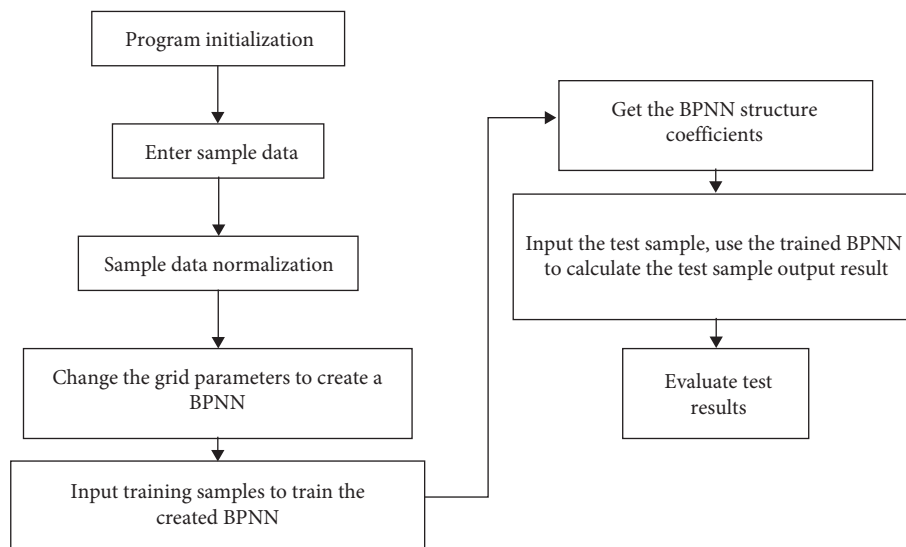 Program initialization
Enter sample data
Sample data normalization
Change the grid parameters to create a
BPNN
Input training samples to train the
created BPNN
Get the BPNN structure
coefficients
Input the test sample, use the trained BPNN
to calculate the test sample output result
Evaluate test
results